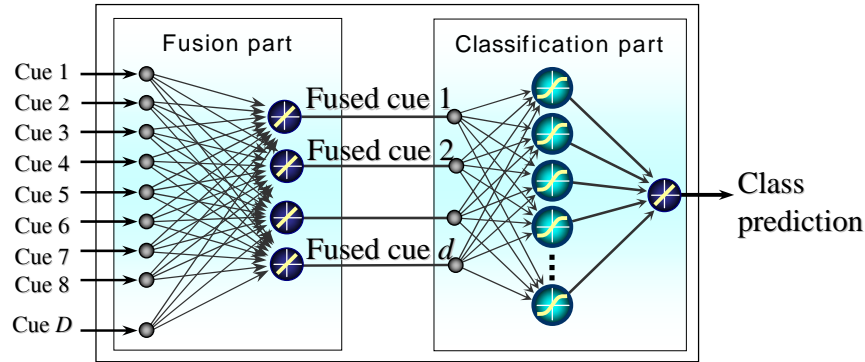 Fusion part
Classification part
Cue 1
Cue 2
Cue 3
Cue 4
Cue 5
Cue 6
Cue 7
Cue 8
Cue D
Fused cue 1
Fused cue 2
Fused cue d
Class
prediction